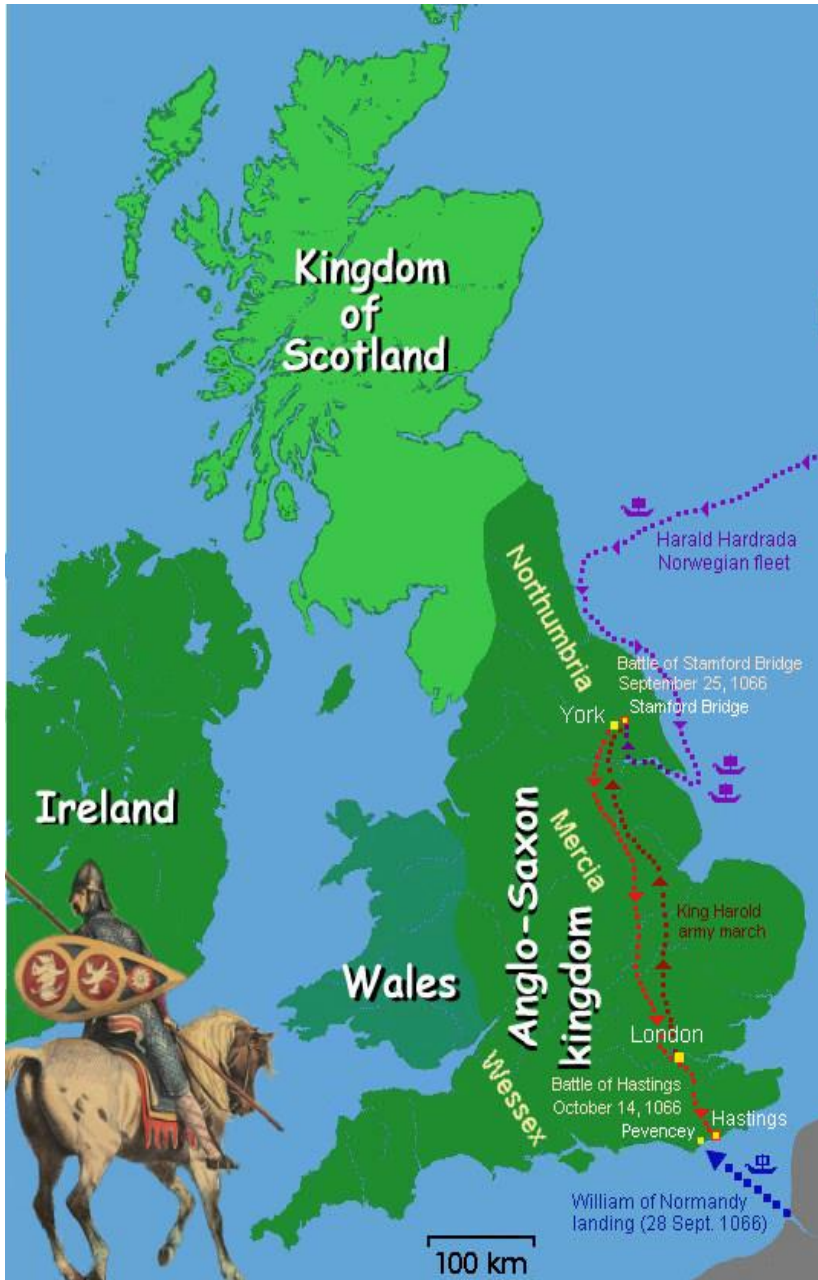 Kingdom
of
Scotland
Harald Hardrada
Norwegian fleet
Northumbria
Battle of Stamford Bridge
September 25, 1066
Stamford Bridge
York
Ireland
Mercia
Anglo-Saxon
kingdom
King Harold
army march
Wales
London
Wessex
Battle of Hastings
October 14, 1066
Hastings
Pevencey
William of Normandy
landing (28 Sept. 1066)
100 km